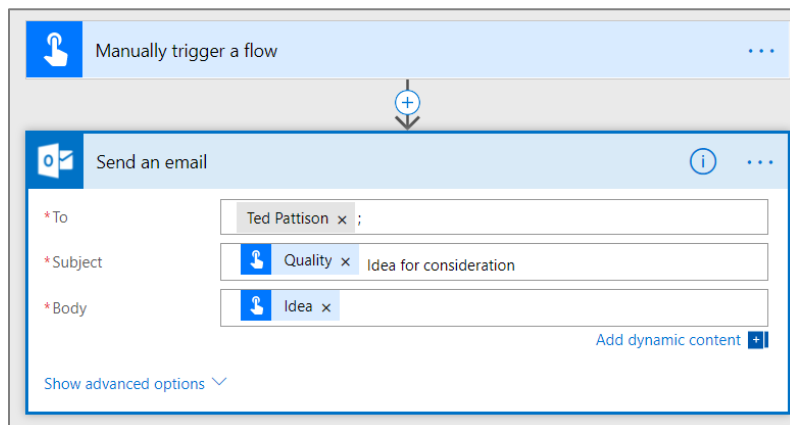 Manually trigger a flow
Send an email
*To Ted Pattison × ;
*Subject Quality × Idea for consideration
*Body Idea ×
Add dynamic content
Show advanced options